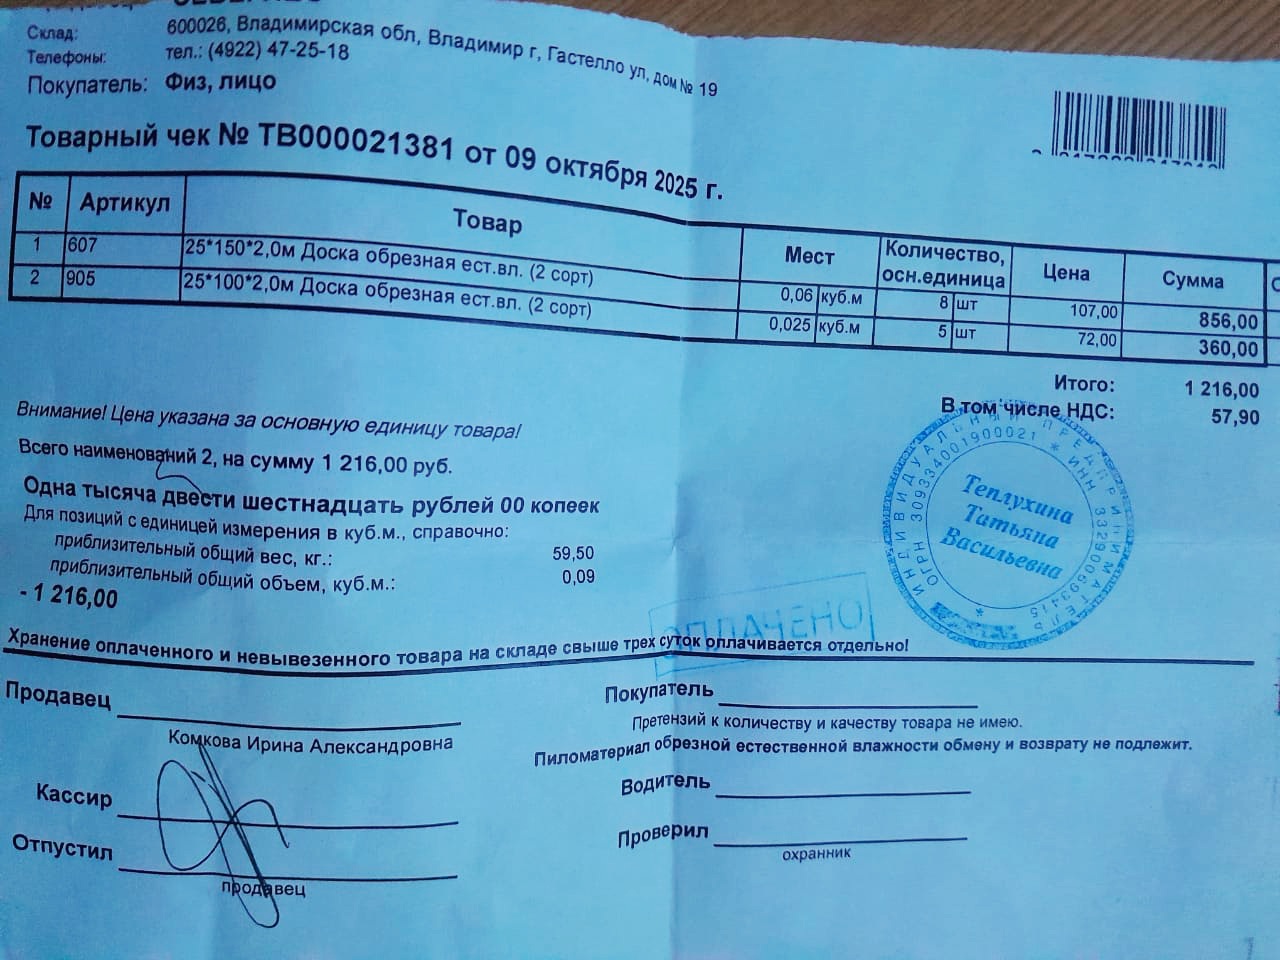 Склад: 600026, Владимирская обл, Владимир г, Гастелло ул, дом № 19
Телефоны: тел.: (4922) 47-25-18
Покупатель: Физ, лицо
Товарный чек № ТВ000021381 от 09 октября 2025 г.
№ Артикул Товар Мест Количество, осн.единица Цена Сумма
1 607 25*150*2,0м Доска обрезная ест.вл. (2 сорт) 0,06 куб.м 8 шт 107,00 856,00
2 905 25*100*2,0м Доска обрезная ест.вл. (2 сорт) 0,025 куб.м 5 шт 72,00 360,00
Итого: 1 216,00
В том числе НДС: 57,90
Внимание! Цена указана за основную единицу товара!
Всего наименований 2, на сумму 1 216,00 руб.
Одна тысяча двести шестнадцать рублей 00 копеек
Для позиций с единицей измерения в куб.м., справочно:
приблизительный общий вес, кг.: 59,50
приблизительный общий объем, куб.м.: 0,09
- 1 216,00
ИНДИВИДУАЛЬНЫЙ ПРЕДПРИНИМАТЕЛЬ
ОГРН 309334001900021 * ИНН 332900693415 *
Теплухина
Татьяна
Васильевна
ОПЛАЧЕНО
Хранение оплаченного и невывезенного товара на складе свыше трех суток оплачивается отдельно!
Продавец
Комкова Ирина Александровна
Покупатель
Претензий к количеству и качеству товара не имею.
Пиломатериал обрезной естественной влажности обмену и возврату не подлежит.
Кассир
Водитель
Отпустил
продавец
Проверил
охранник